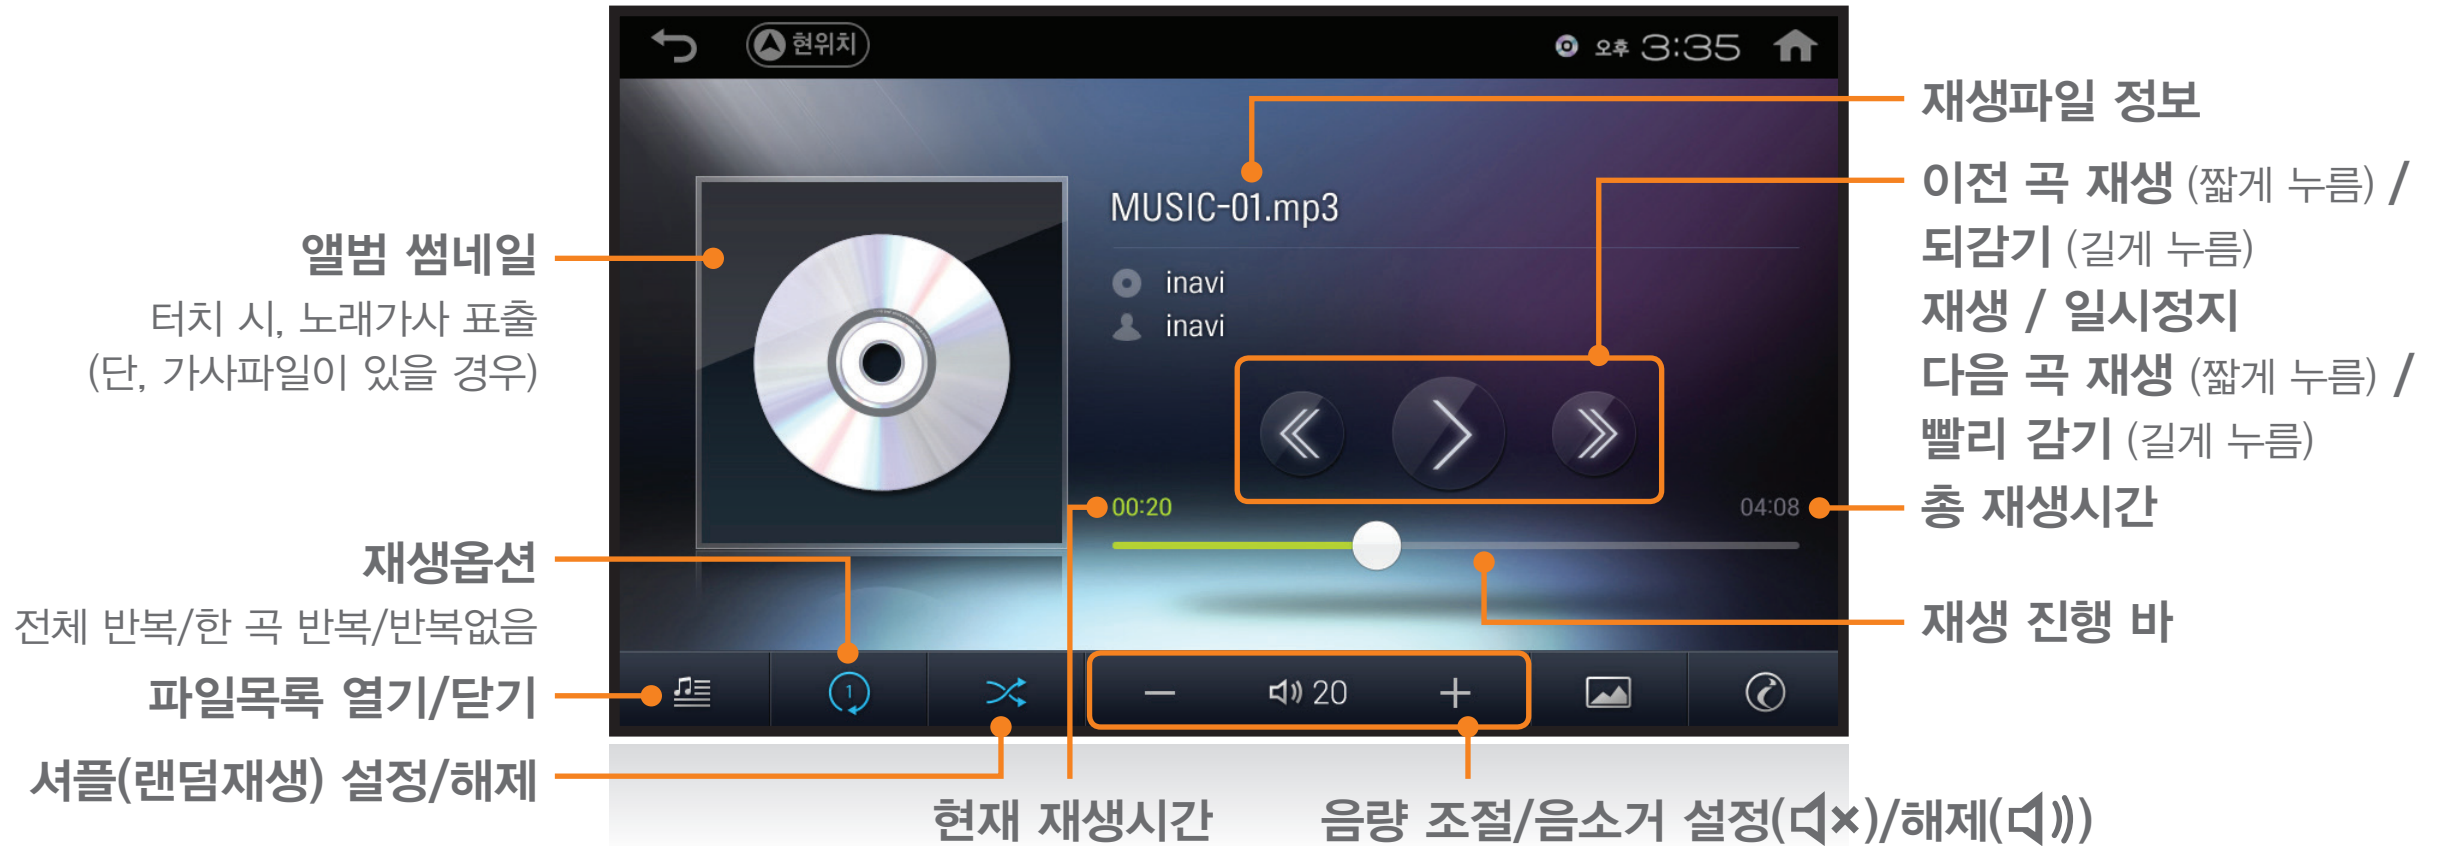 현위치
오후 3:35
재생파일 정보
이전 곡 재생 (짧게 누름) /
되감기 (길게 누름)
재생 / 일시정지
다음 곡 재생 (짧게 누름) /
빨리 감기 (길게 누름)
총 재생시간
재생 진행 바
앨범 썸네일
터치 시, 노래가사 표출
(단, 가사파일이 있을 경우)
재생옵션
전체 반복/한 곡 반복/반복없음
파일목록 열기/닫기
셔플(랜덤재생) 설정/해제
MUSIC-01.mp3
inavi
inavi
00:20
04:08
1
20
현재 재생시간
음량 조절/음소거 설정()/해제()